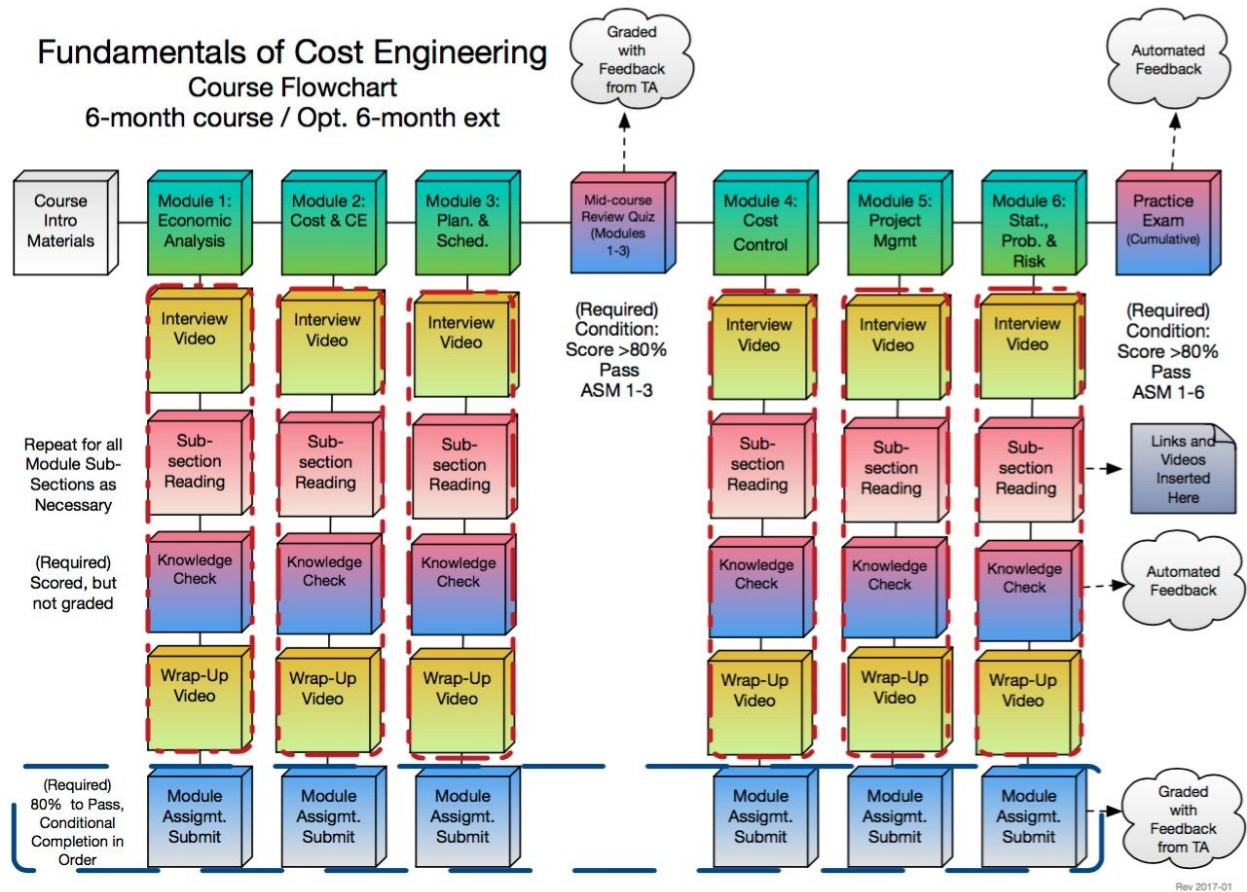 Fundamentals of Cost Engineering
Course Flowchart
6-month course / Opt. 6-month ext
Graded
with
Feedback
from TA
Automated
Feedback
Course
Intro
Materials
Module 1:
Economic
Analysis
Module 2:
Cost & CE
Module 3:
Plan. &
Sched.
Mid-course
Review Quiz
(Modules
1-3)
Module 4:
Cost
Control
Module 5:
Project
Mgmt
Module 6:
Stat.,
Prob. &
Risk
Practice
Exam
(Cumulative)
Interview
Video
Interview
Video
Interview
Video
(Required)
Condition:
Score >80%
Pass
ASM 1-3
Interview
Video
Interview
Video
Interview
Video
(Required)
Condition:
Score >80%
Pass
ASM 1-6
Repeat for all
Module Sub-
Sections as
Necessary
Sub-
section
Reading
Sub-
section
Reading
Sub-
section
Reading
Sub-
section
Reading
Sub-
section
Reading
Sub-
section
Reading
Links and
Videos
Inserted
Here
(Required)
Scored, but
not graded
Knowledge
Check
Knowledge
Check
Knowledge
Check
Knowledge
Check
Knowledge
Check
Knowledge
Check
Automated
Feedback
Wrap-Up
Video
Wrap-Up
Video
Wrap-Up
Video
Wrap-Up
Video
Wrap-Up
Video
Wrap-Up
Video
(Required)
80% to Pass,
Conditional
Completion in
Order
Module
Assigmt.
Submit
Module
Assigmt.
Submit
Module
Assigmt.
Submit
Module
Assigmt.
Submit
Module
Assigmt.
Submit
Module
Assigmt.
Submit
Graded
with
Feedback
from TA
Rev 2017-01